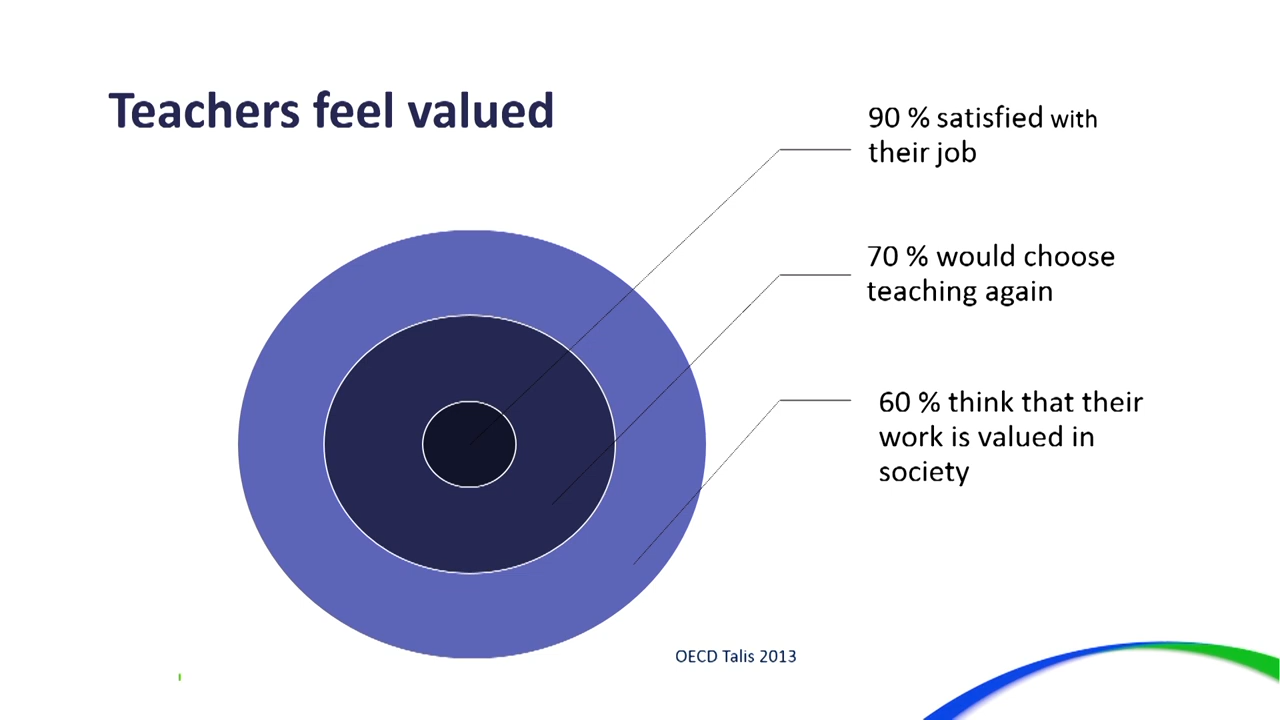 Teachers feel valued
90 % satisfied with
their job
70 % would choose
teaching again
60 % think that their
work is valued in
society
OECD Talis 2013